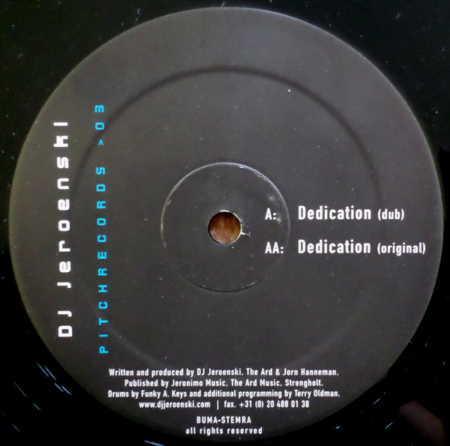 DJ Jeroenski
PITCHRECORDS >03
A: Dedication (dub)
AA: Dedication (original)
Written and produced by DJ Jeroenski, The Ard & Jorn Hanneman.
Published by Jeronimo Music, The Ard Music, Strengholt.
Drums by Funky A. Keys and additional programming by Terry Oldman.
www.djjeroenski.com | fax. +31 (0) 20 488 01 38
BUMA-STEMRA
all rights reserved